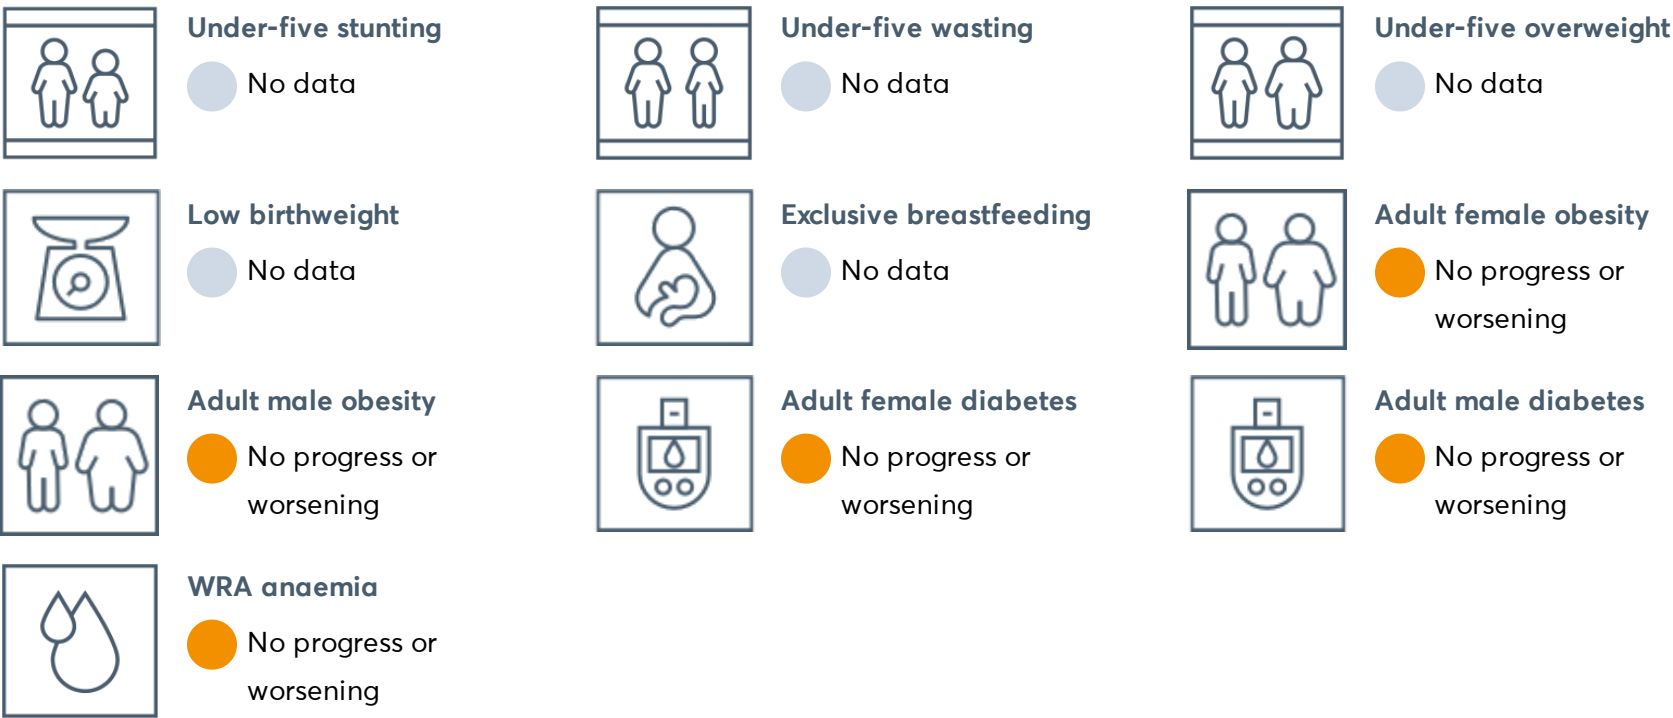 Under-five stunting
No data
Under-five wasting
No data
Under-five overweight
No data
Low birthweight
No data
Exclusive breastfeeding
No data
Adult female obesity
No progress or
worsening
Adult male obesity
No progress or
worsening
Adult female diabetes
No progress or
worsening
Adult male diabetes
No progress or
worsening
WRA anaemia
No progress or
worsening